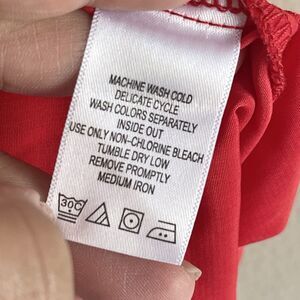 MACHINE WASH COLD
DELICATE CYCLE
WASH COLORS SEPARATELY
INSIDE OUT
USE ONLY NON-CHLORINE BLEACH
TUMBLE DRY LOW
REMOVE PROMPTLY
MEDIUM IRON
30C